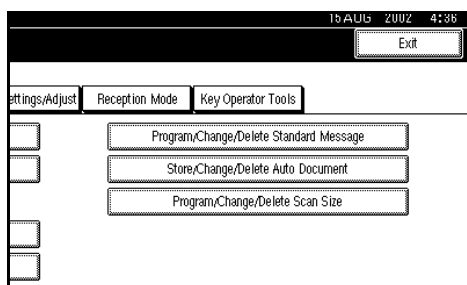 15 AUG 2002 4:36
Exit
ettings/Adjust Reception Mode Key Operator Tools
Program/Change/Delete Standard Message
Store/Change/Delete Auto Document
Program/Change/Delete Scan Size